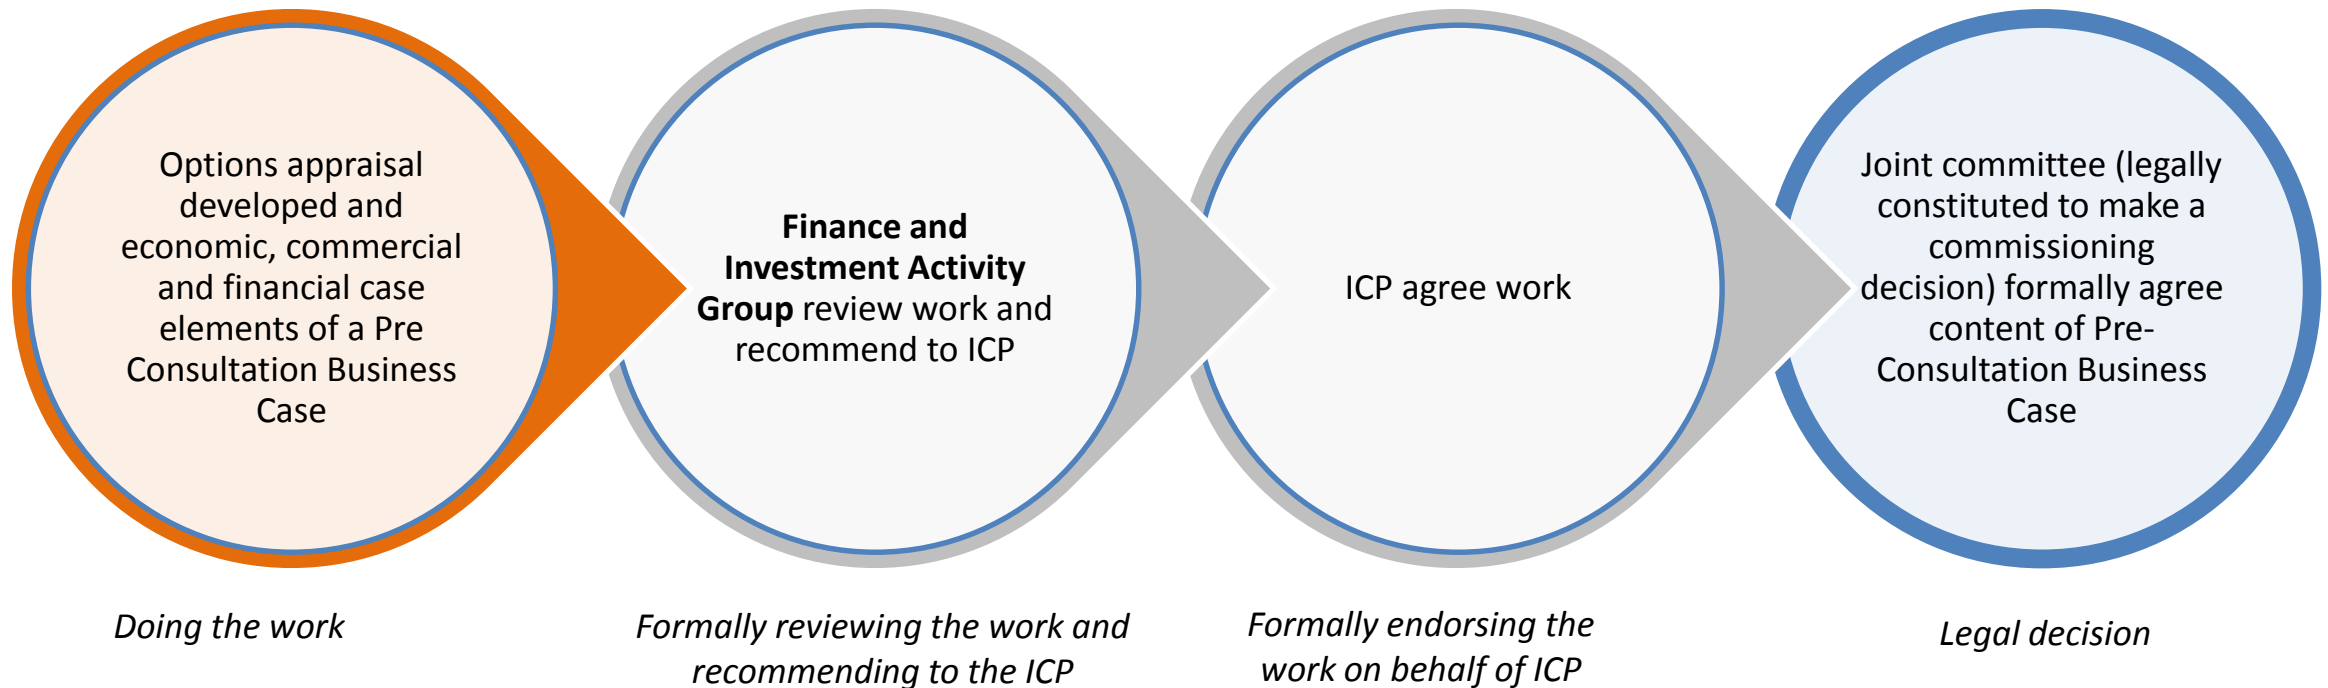 Options appraisal
developed and
economic, commercial
and financial case
elements of a Pre
Consultation Business
Case
Finance and
Investment Activity
Group review work and
recommend to ICP
ICP agree work
Joint committee (legally
constituted to make a
commissioning
decision) formally agree
content of Pre-
Consultation Business
Case
Doing the work
Formally reviewing the work and
recommending to the ICP
Formally endorsing the
work on behalf of ICP
Legal decision